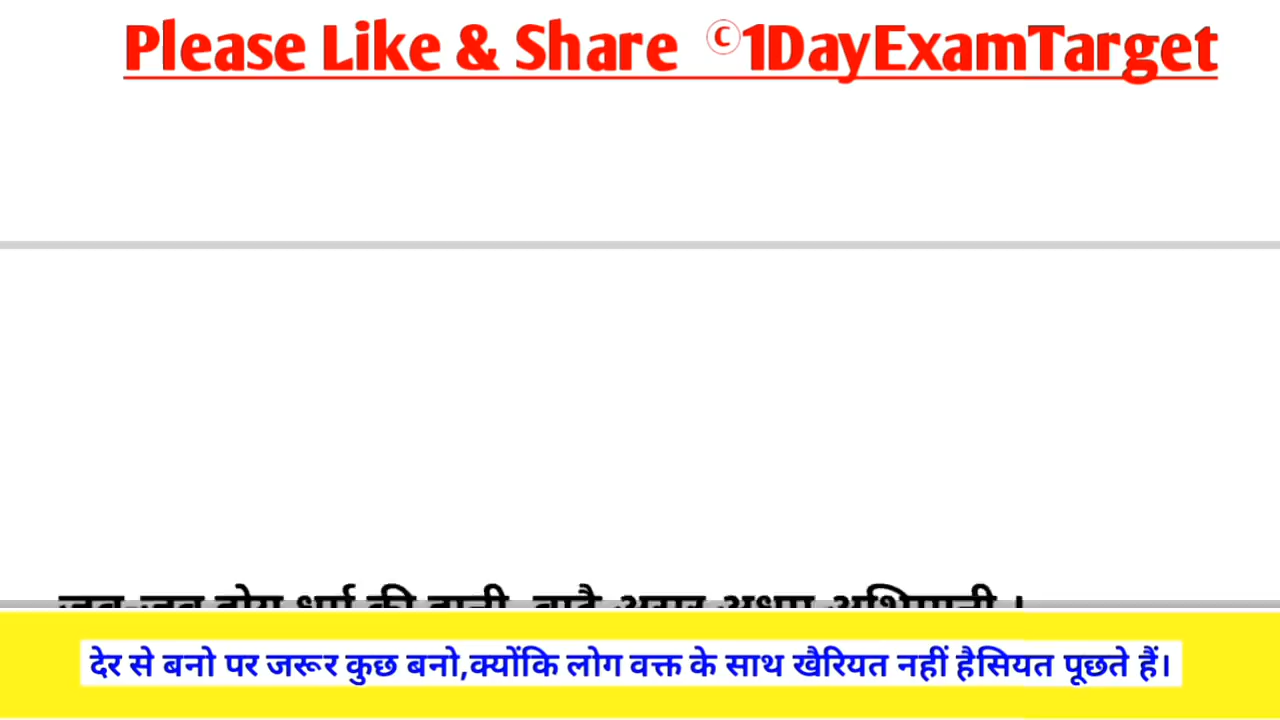 Please Like & Share ©1DayExamTarget
देर से बनो पर जरूर कुछ बनो,क्योंकि लोग वक्त के साथ खैरियत नहीं हैसियत पूछते हैं।